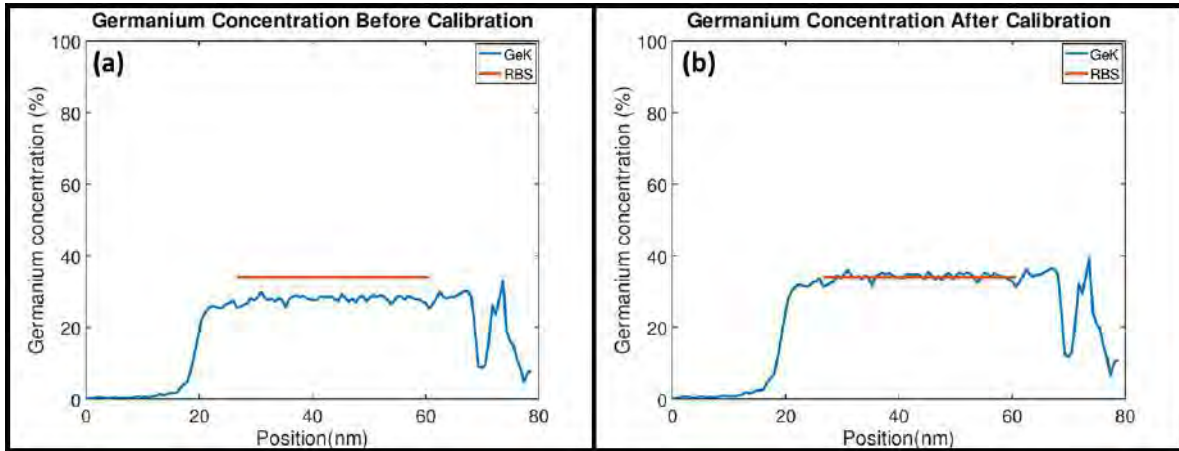 Germanium Concentration Before Calibration
(a)
GeK
RBS
100
80
60
40
20
0
Germanium concentration (%)
0 20 40 60 80
Position(nm)
Germanium Concentration After Calibration
(b)
GeK
RBS
100
80
60
40
20
0
Germanium concentration (%)
0 20 40 60 80
Position(nm)